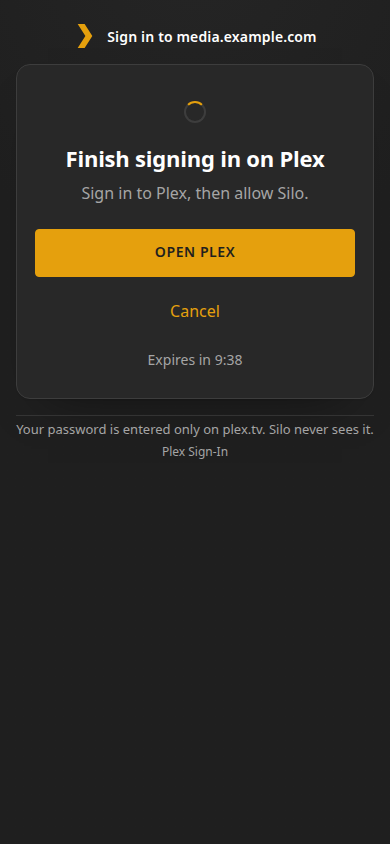 Sign in to media.example.com
Finish signing in on Plex
Sign in to Plex, then allow Silo.
OPEN PLEX
Cancel
Expires in 9:38
Your password is entered only on plex.tv. Silo never sees it.
Plex Sign-In